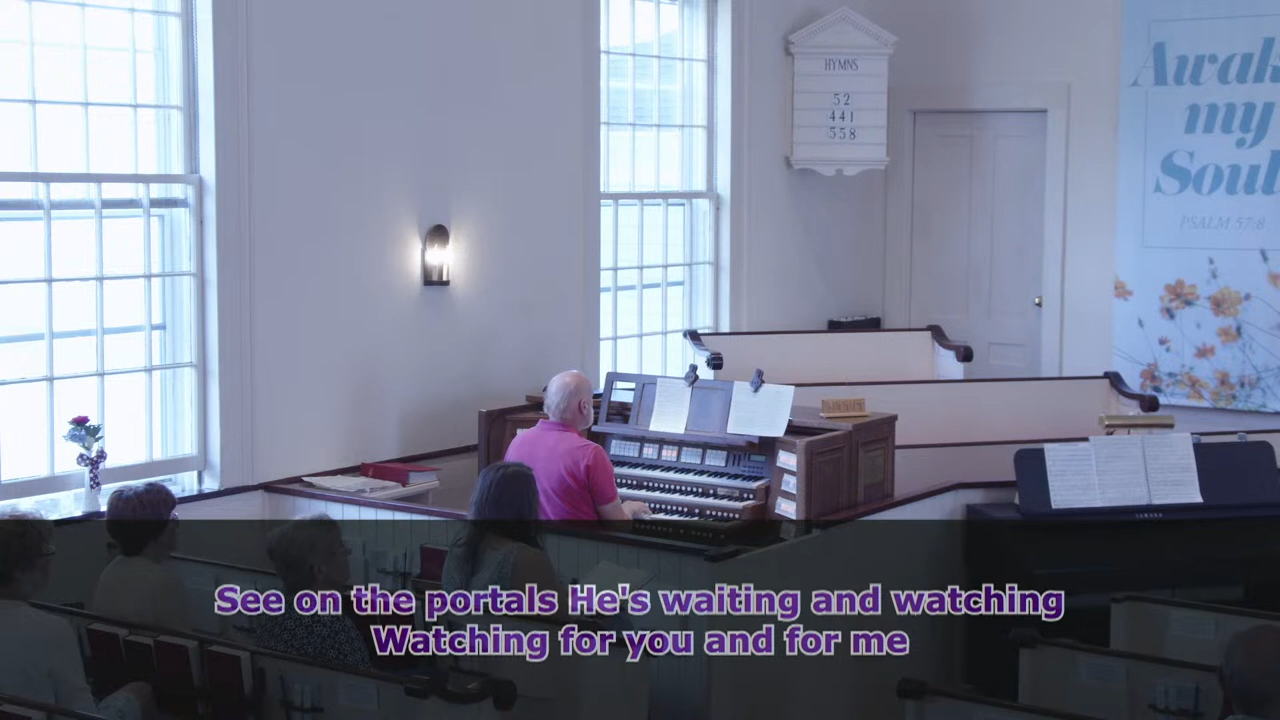 HYMNS
52
441
558
Awak
my
Soul
PSALM 57:8
See on the portals He's waiting and watching
Watching for you and for me
YAMAHA